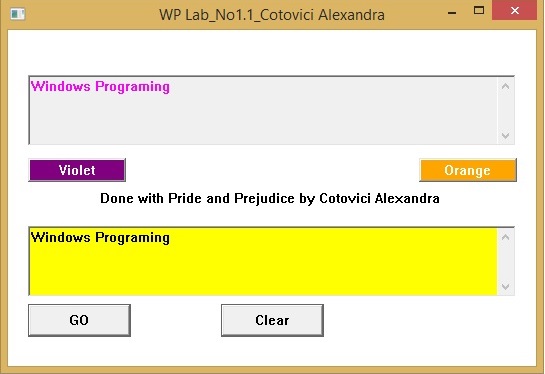 WP Lab_No1.1_Cotovici Alexandra
Windows Programing
Violet
Orange
Done with Pride and Prejudice by Cotovici Alexandra
Windows Programing
GO
Clear